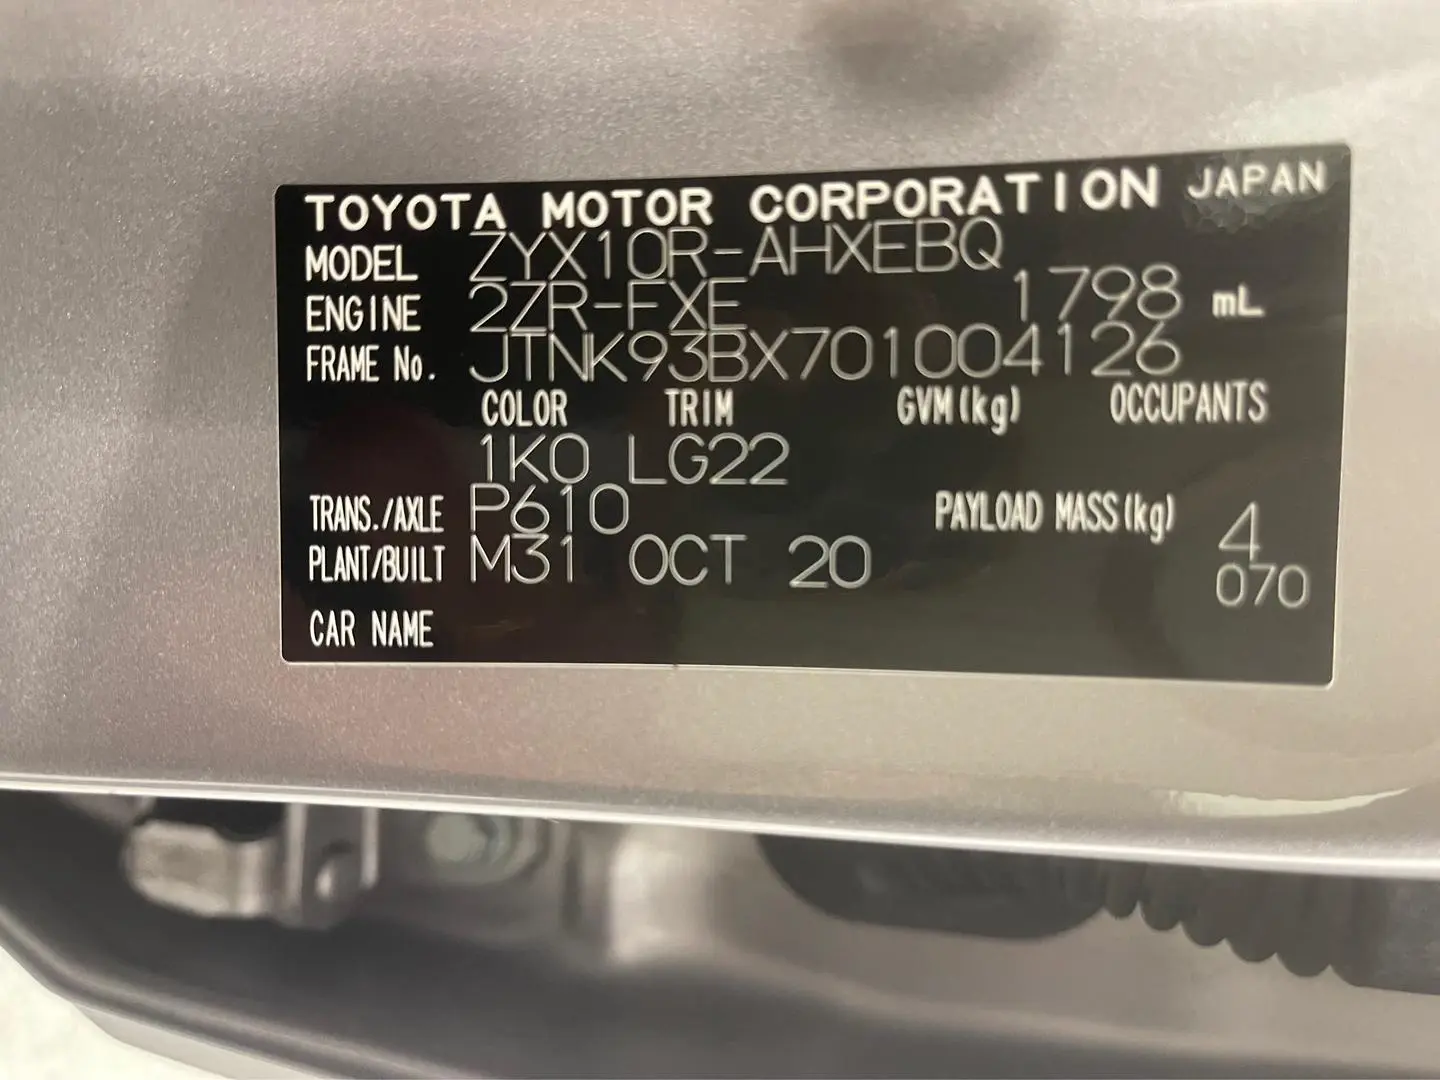 TOYOTA MOTOR CORPORATION JAPAN
MODEL ZYX10R-AHXEBQ
ENGINE 2ZR-FXE 1798 mL
FRAME No. JTNK93BX701004126
COLOR TRIM GVM(kg) OCCUPANTS
1K0 LG22
TRANS./AXLE P610 PAYLOAD MASS(kg) 4
PLANT/BUILT M31 OCT 20 070
CAR NAME